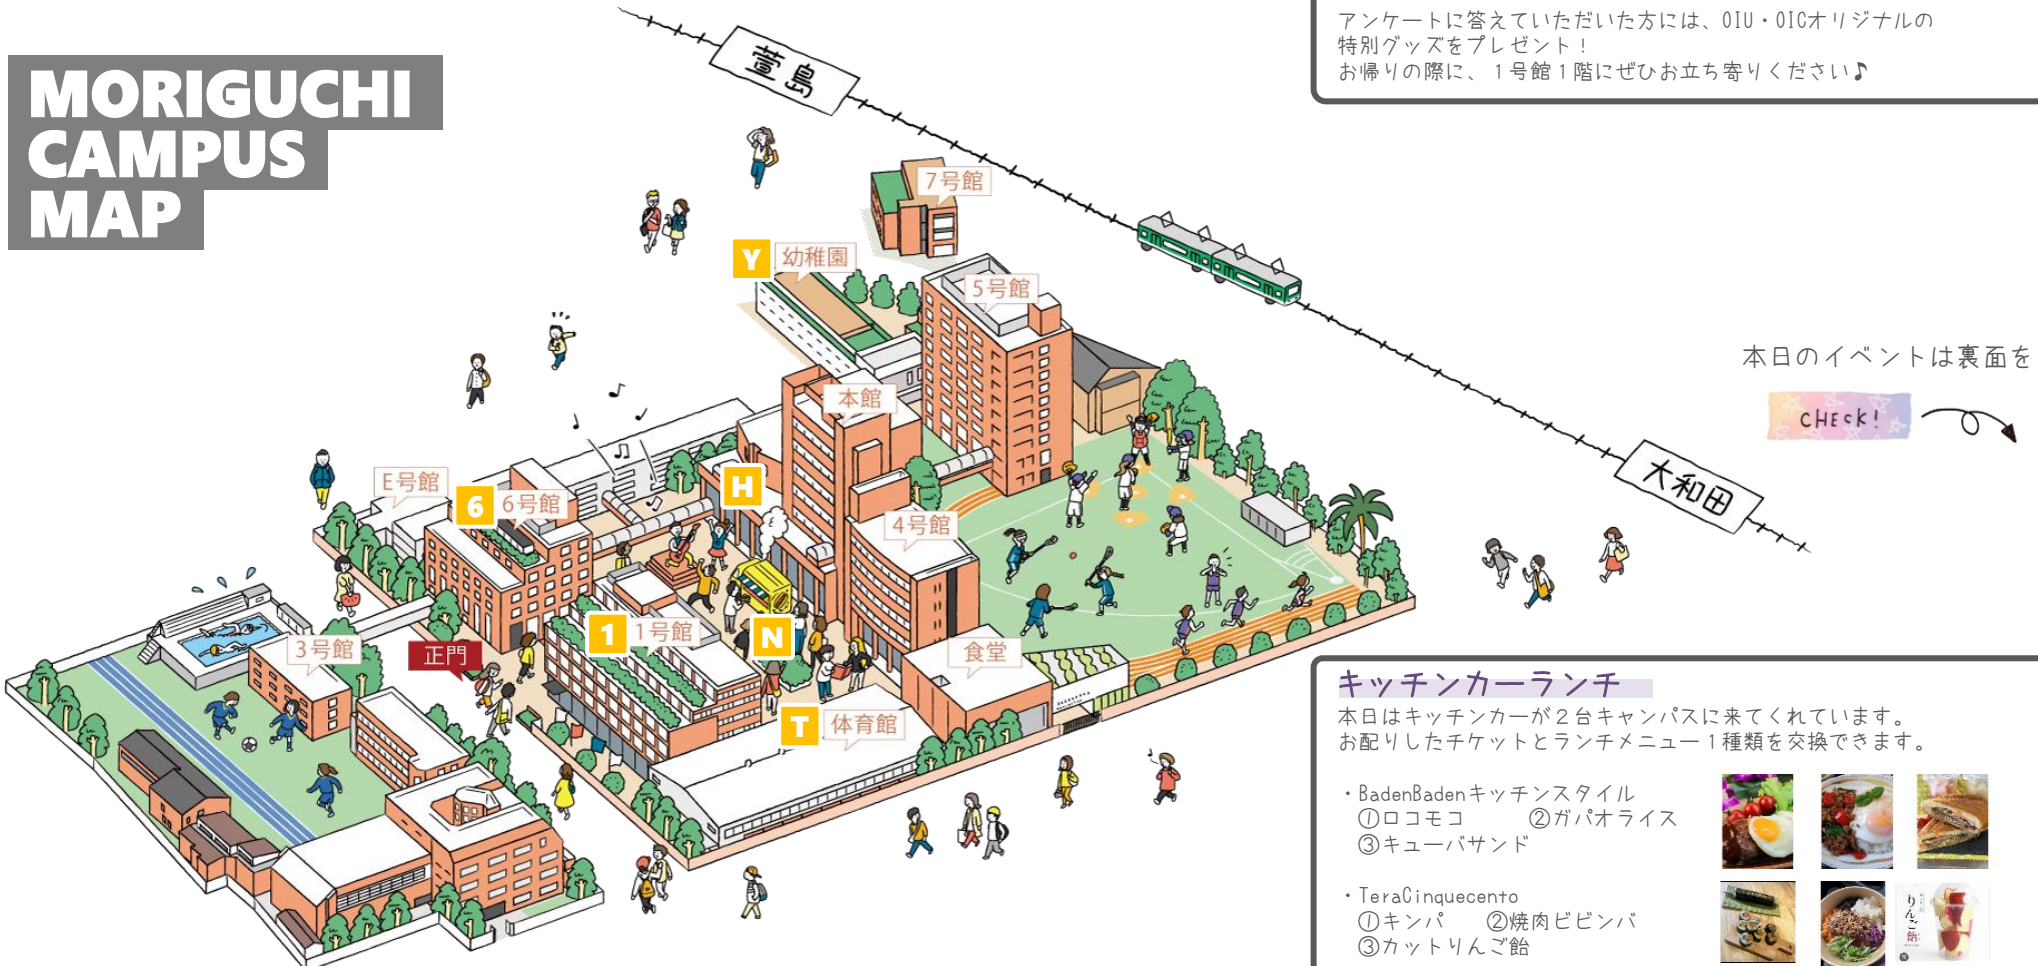 アンケートに答えていただいた方には、OIU・OICオリジナルの
特別グッズをプレゼント！
お帰りの際に、1号館1階にぜひお立ち寄りください♪
MORIGUCHI
CAMPUS
MAP
萱島
7号館
Y 幼稚園
5号館
本日のイベントは裏面を
CHECK!
本館
大和田
E号館
6 6号館
H
4号館
1 1号館
N
3号館
正門
食堂
T 体育館
キッチンカーランチ
本日はキッチンカーが2台キャンパスに来てくれています。
お配りしたチケットとランチメニュー1種類を交換できます。
・BadenBadenキッチンスタイル
①ロコモコ ②ガパオライス
③キューバサンド
・TeraCinquecento
①キンパ ②焼肉ビビンバ
③カットりんご飴
りんご飴